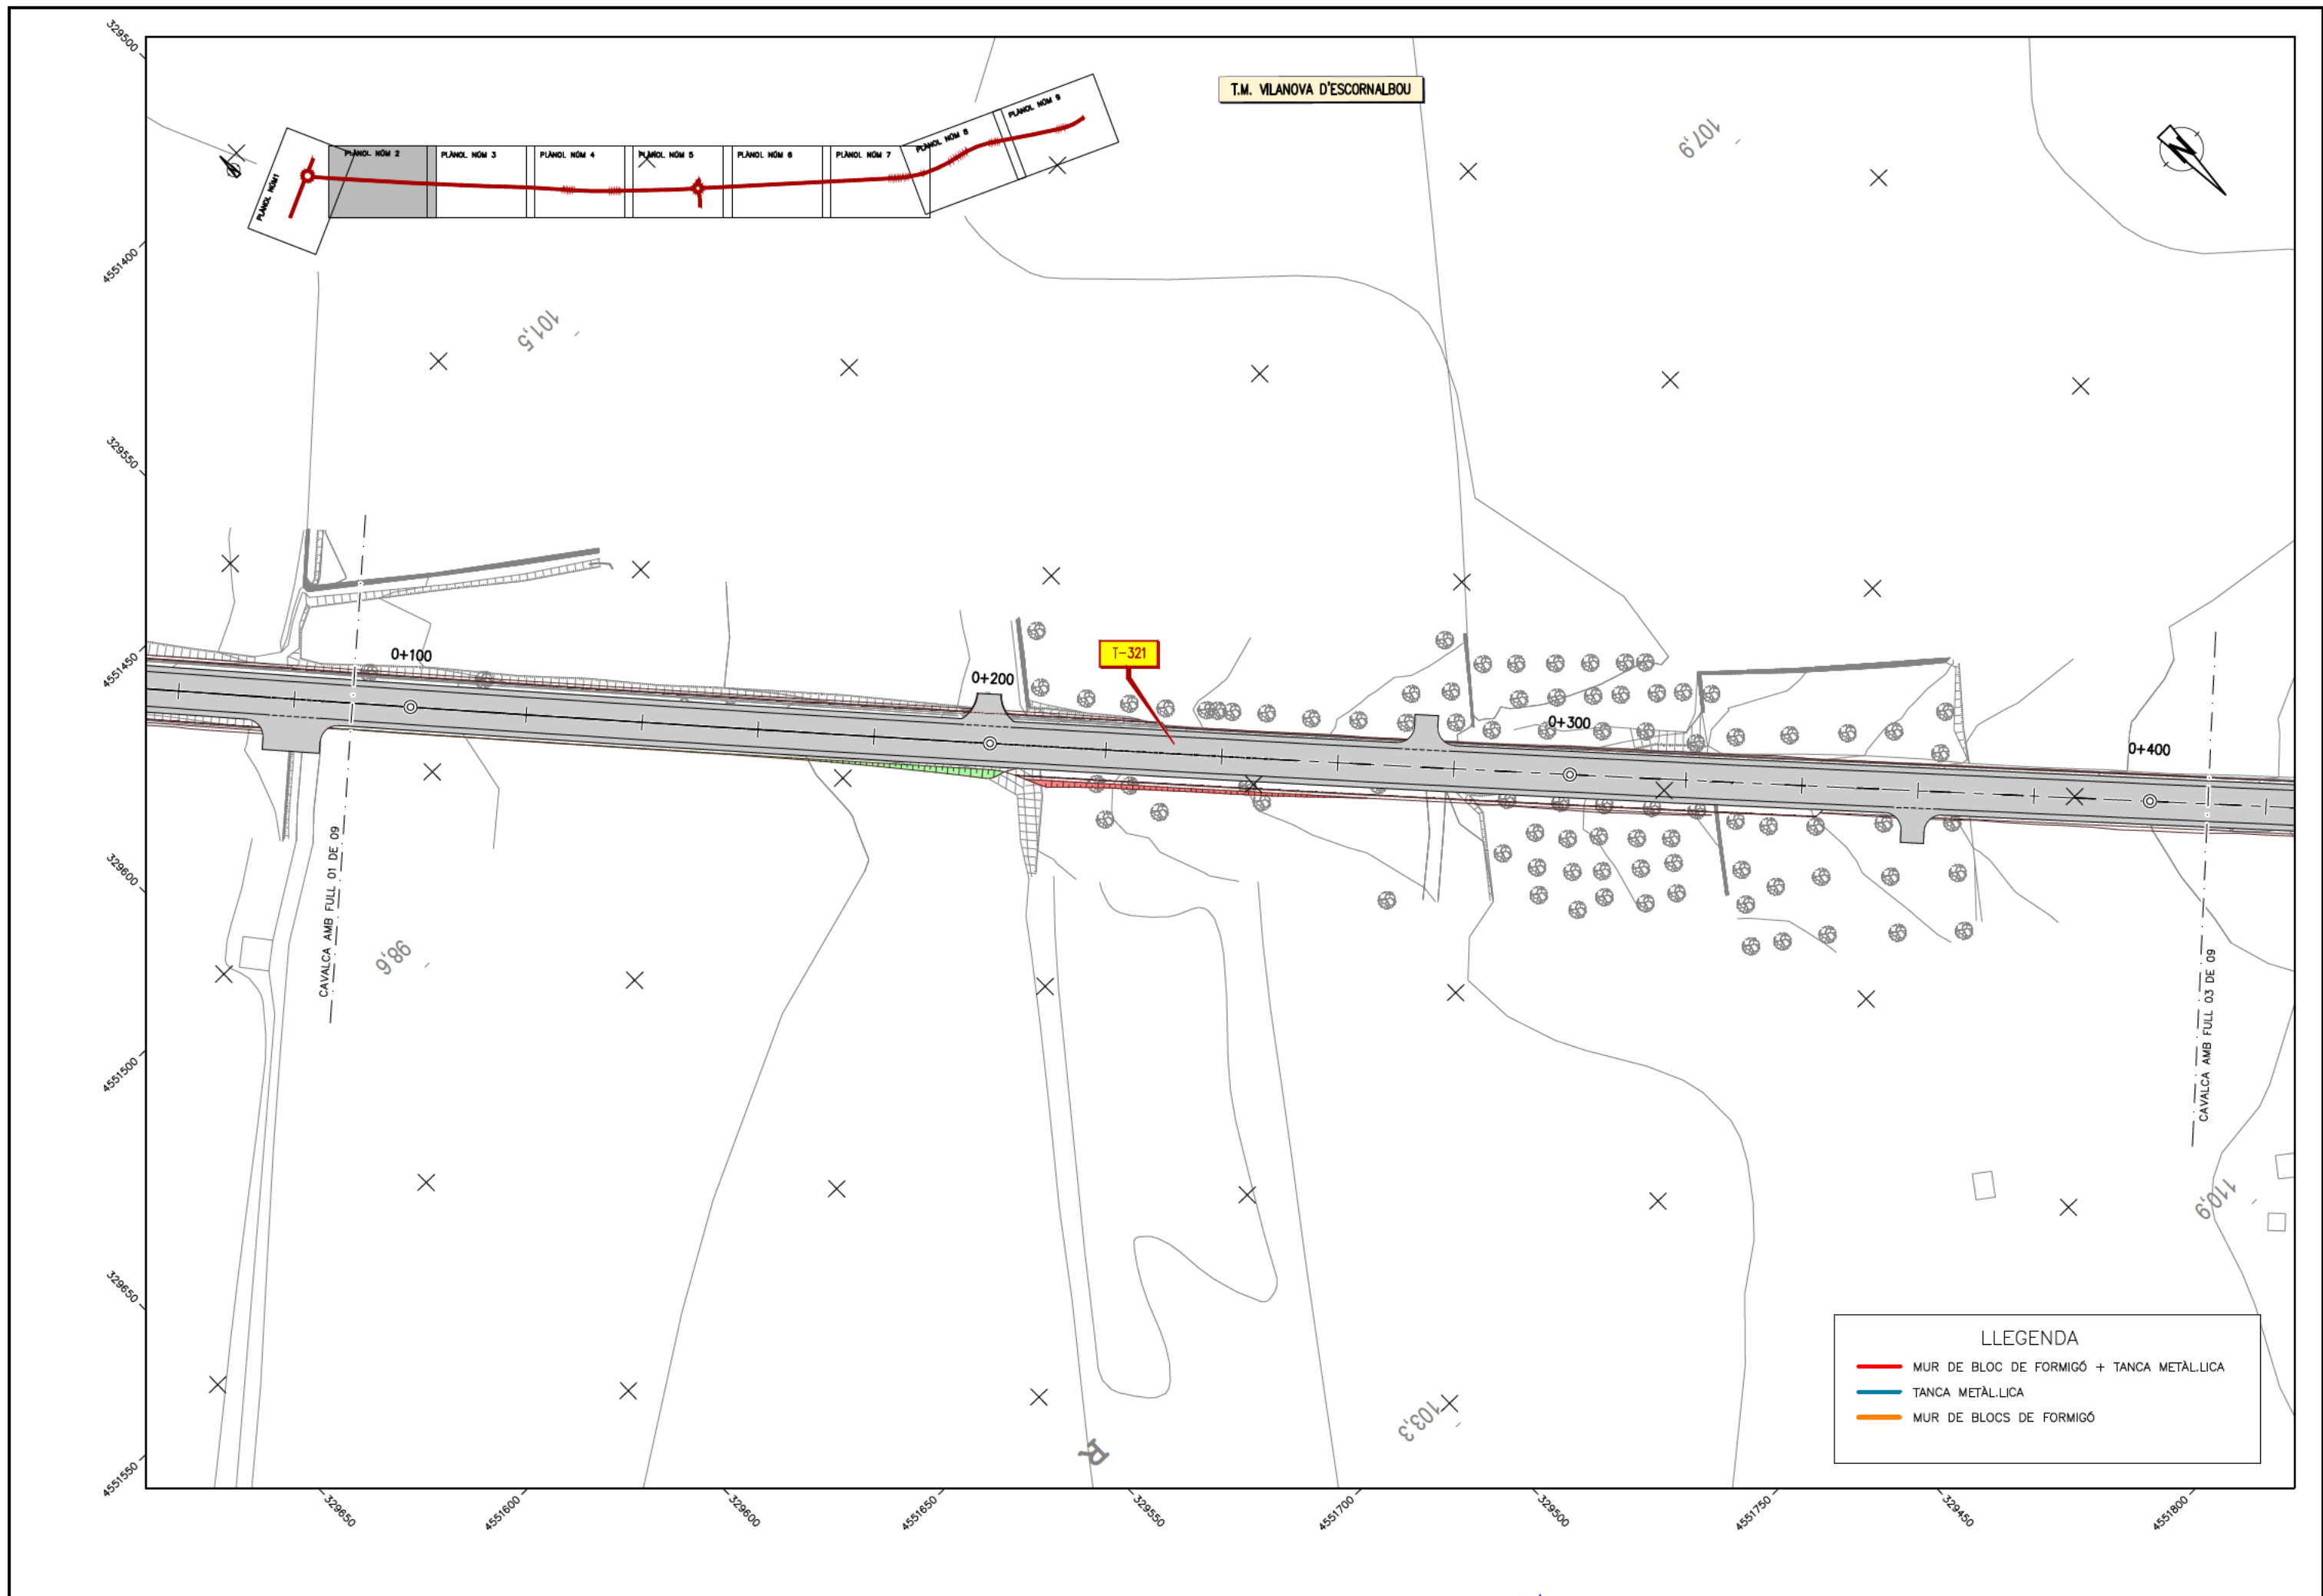 T.M. VILANOVA D'ESCORNALBOU
PLÀNOL NÚM1
PLÀNOL NÚM 2
PLÀNOL NÚM 3
PLÀNOL NÚM 4
PLÀNOL NÚM 5
PLÀNOL NÚM 6
PLÀNOL NÚM 7
PLÀNOL NÚM 8
PLÀNOL NÚM 9
N
N
107,9
101,5
329500
4551400
329550
4551450
329600
4551500
329650
4551550
0+100
0+200
T-321
0+300
0+400
CAVALCA AMB FULL 01 DE 09
CAVALCA AMB FULL 03 DE 09
98,6
110,9
103,3
R
LLEGENDA
MUR DE BLOC DE FORMIGÓ + TANCA METÀL.LICA
TANCA METÀL.LICA
MUR DE BLOCS DE FORMIGÓ
329650
4551600
329600
4551650
329550
4551700
329500
4551750
329450
4551800